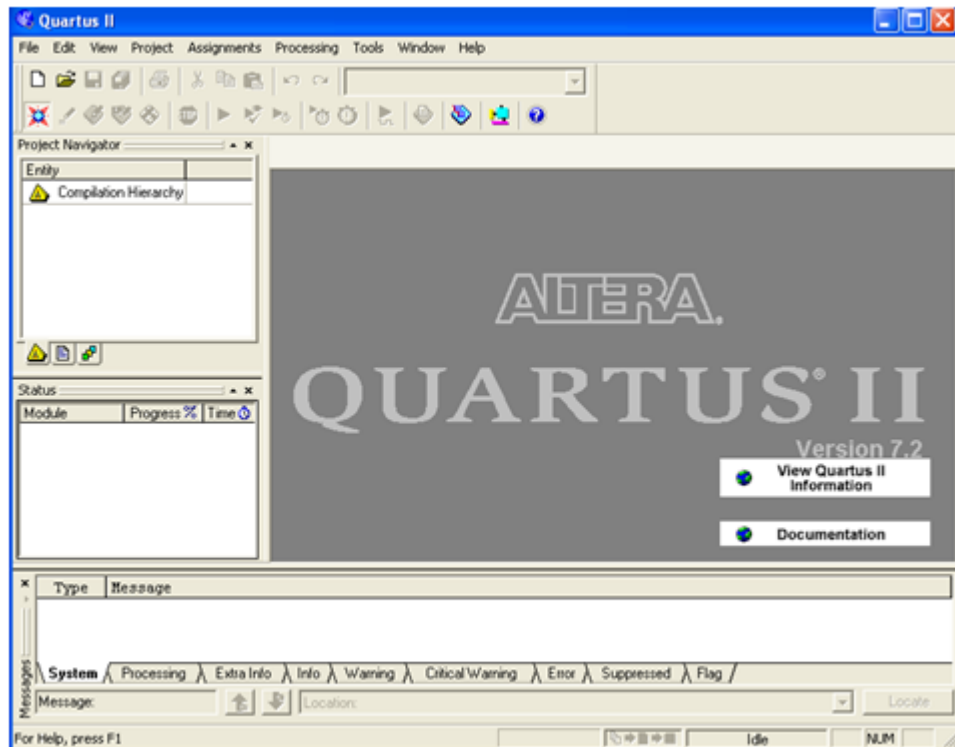 Quartus II
File Edit View Project Assignments Processing Tools Window Help
Project Navigator
Entity
Compilation Hierarchy
ALTERA.
QUARTUS® II
Version 7.2
View Quartus II
Information
Documentation
Status
Module Progress % Time
Type Message
System Processing Extra Info Info Warning Critical Warning Error Suppressed Flag
Messages
Message: Location: Locate
For Help, press F1 Idle NUM